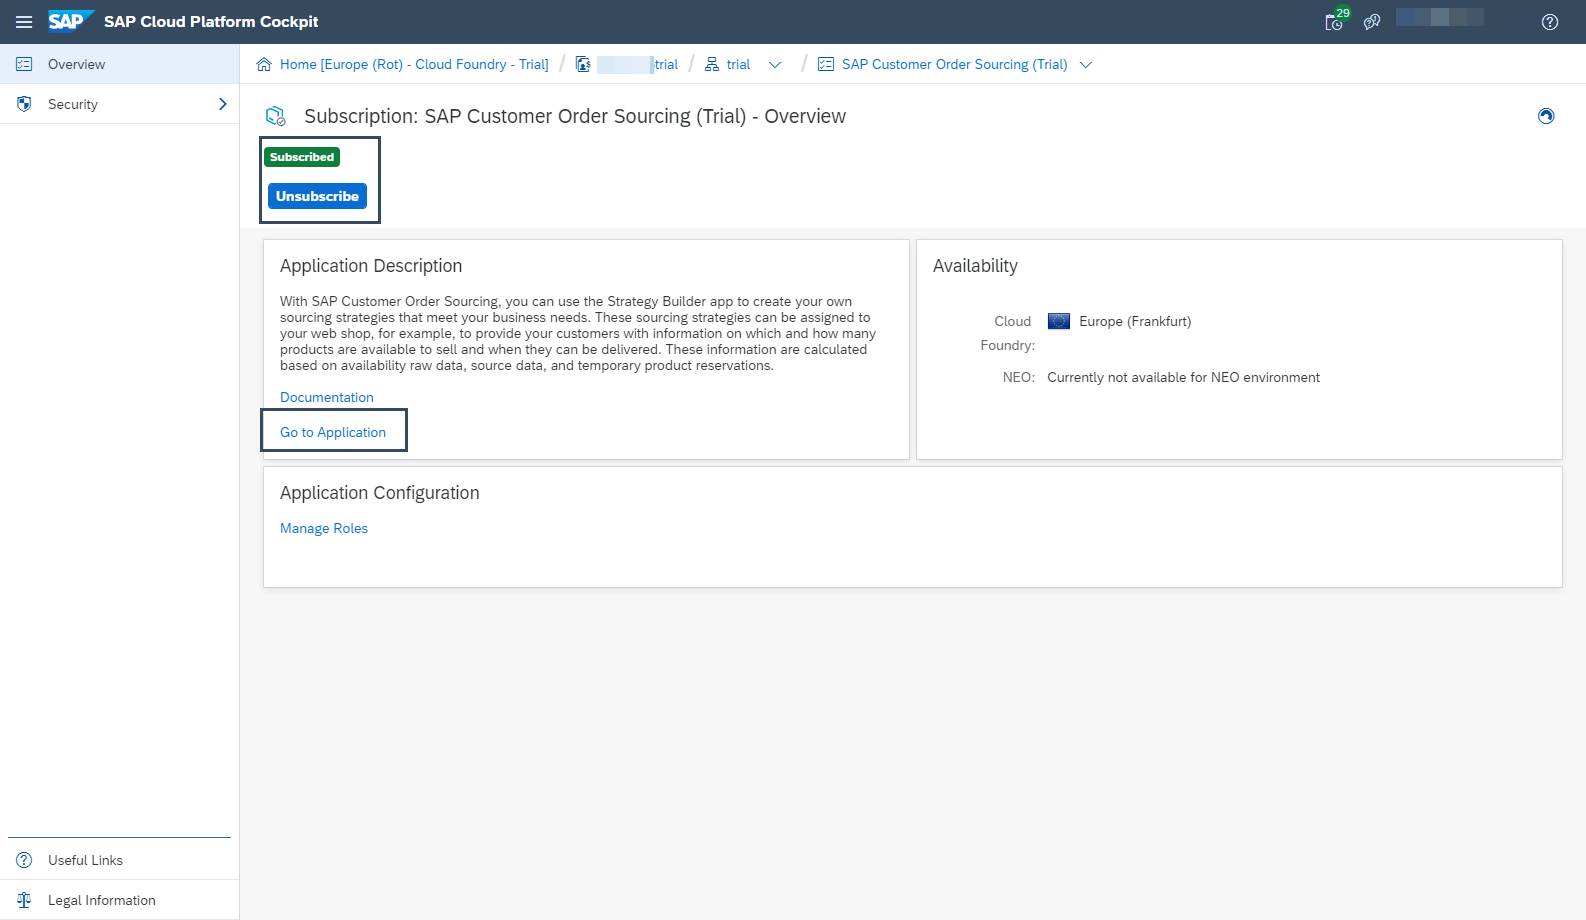 SAP SAP Cloud Platform Cockpit 29
Overview
Security
Home [Europe (Rot) - Cloud Foundry - Trial] / trial / trial / SAP Customer Order Sourcing (Trial)
Subscription: SAP Customer Order Sourcing (Trial) - Overview
Subscribed
Unsubscribe
Application Description
With SAP Customer Order Sourcing, you can use the Strategy Builder app to create your own
sourcing strategies that meet your business needs. These sourcing strategies can be assigned to
your web shop, for example, to provide your customers with information on which and how many
products are available to sell and when they can be delivered. These information are calculated
based on availability raw data, source data, and temporary product reservations.
Documentation
Go to Application
Availability
Cloud Europe (Frankfurt)
Foundry:
NEO: Currently not available for NEO environment
Application Configuration
Manage Roles
Useful Links
Legal Information